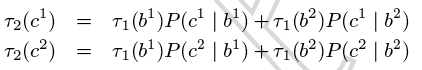 τ₂(c¹) = τ₁(b¹)P(c¹ | b¹) + τ₁(b²)P(c¹ | b²)
τ₂(c²) = τ₁(b¹)P(c² | b¹) + τ₁(b²)P(c² | b²)